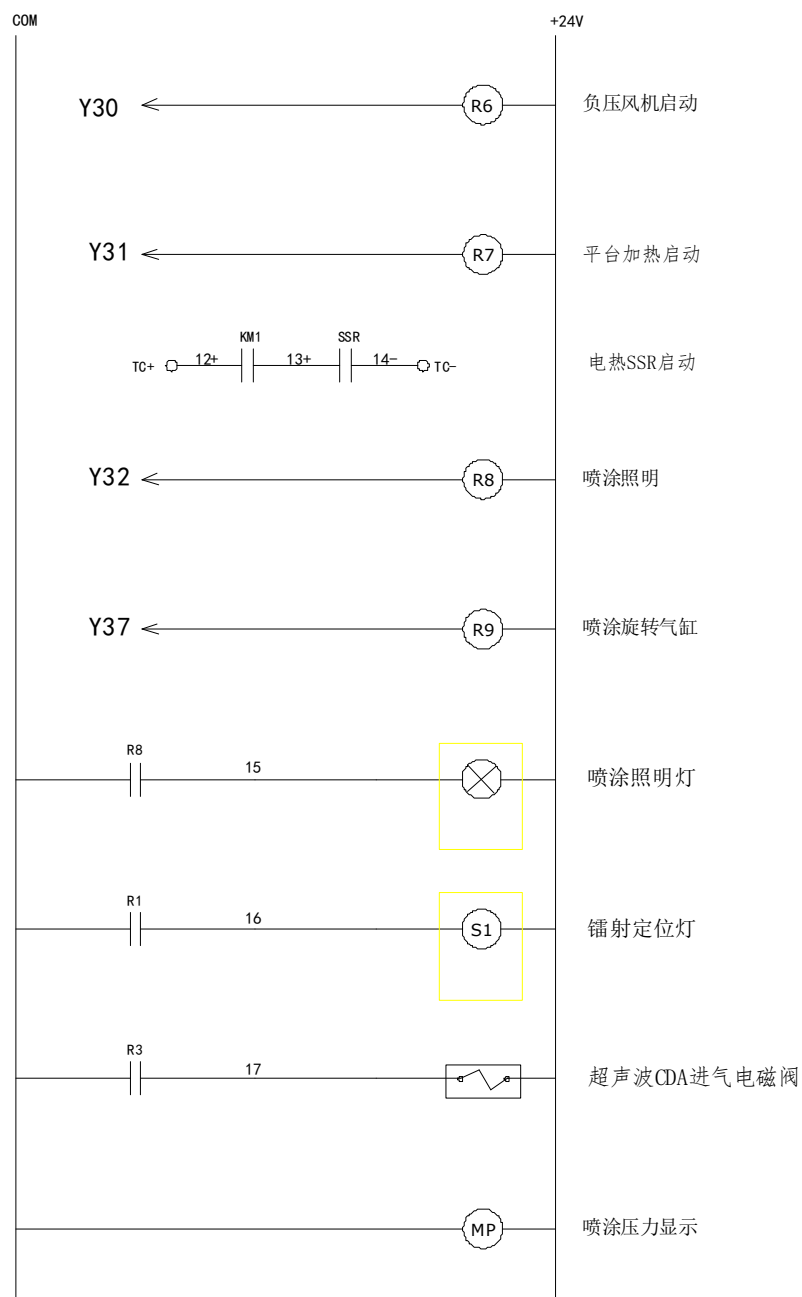 COM +24V
Y30 R6 负压风机启动
Y31 R7 平台加热启动
KM1 SSR
TC+ 12+ 13+ 14- TC- 电热SSR启动
Y32 R8 喷涂照明
Y37 R9 喷涂旋转气缸
R8
15 喷涂照明灯
R1
16 S1 镭射定位灯
R3
17 超声波CDA进气电磁阀
MP 喷涂压力显示